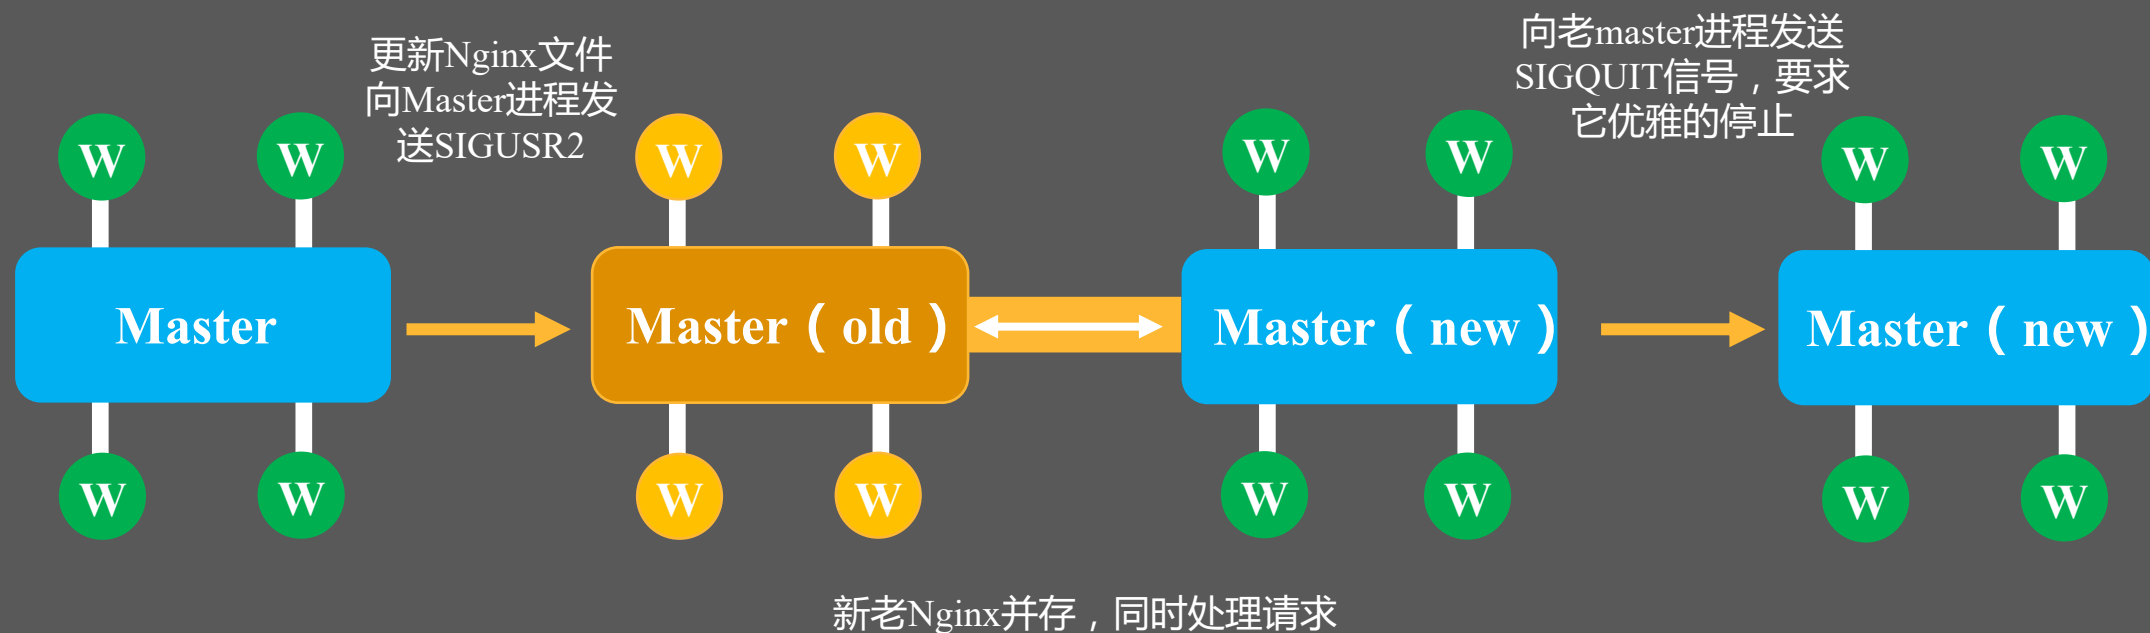 更新Nginx文件
向Master进程发
送SIGUSR2
向老master进程发送
SIGQUIT信号，要求
它优雅的停止
W W W W W W W W
Master Master（old） Master（new） Master（new）
W W W W W W W W
新老Nginx并存，同时处理请求